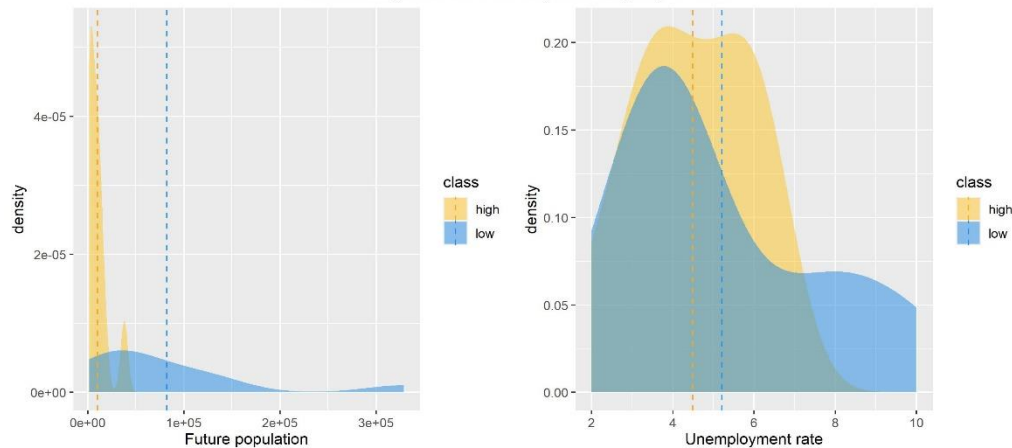 4e-05
2e-05
0e+00
density
0e+00
1e+05
2e+05
3e+05
Future population
class
high
low
0.20
0.15
0.10
0.05
0.00
density
2
4
6
8
10
Unemployment rate
class
high
low